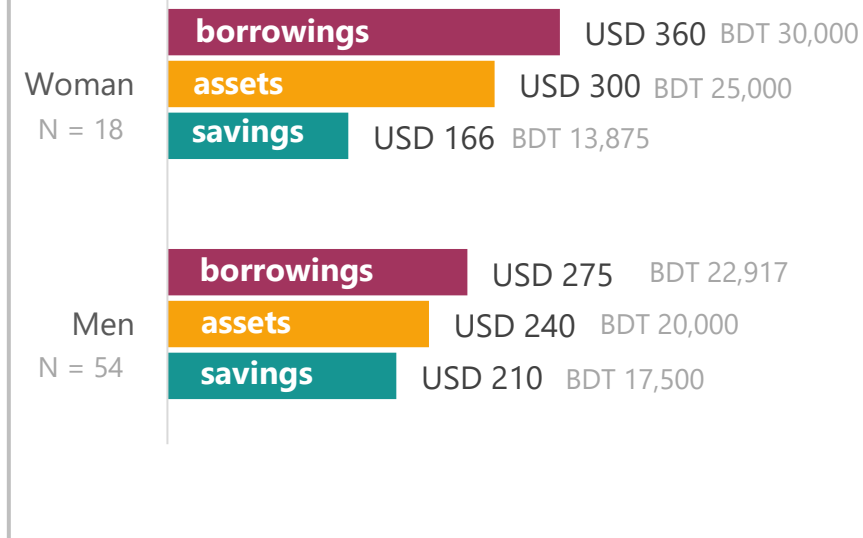 borrowings USD 360 BDT 30,000
Woman assets USD 300 BDT 25,000
N = 18 savings USD 166 BDT 13,875
borrowings USD 275 BDT 22,917
Men assets USD 240 BDT 20,000
N = 54 savings USD 210 BDT 17,500